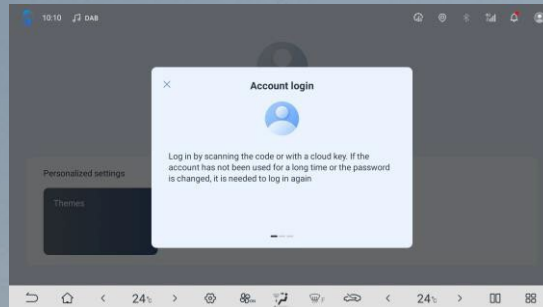 10:10 DAB
Account login
Log in by scanning the code or with a cloud key. If the
account has not been used for a long time or the password
is changed, it is needed to log in again
Personalized settings
Themes
24 24